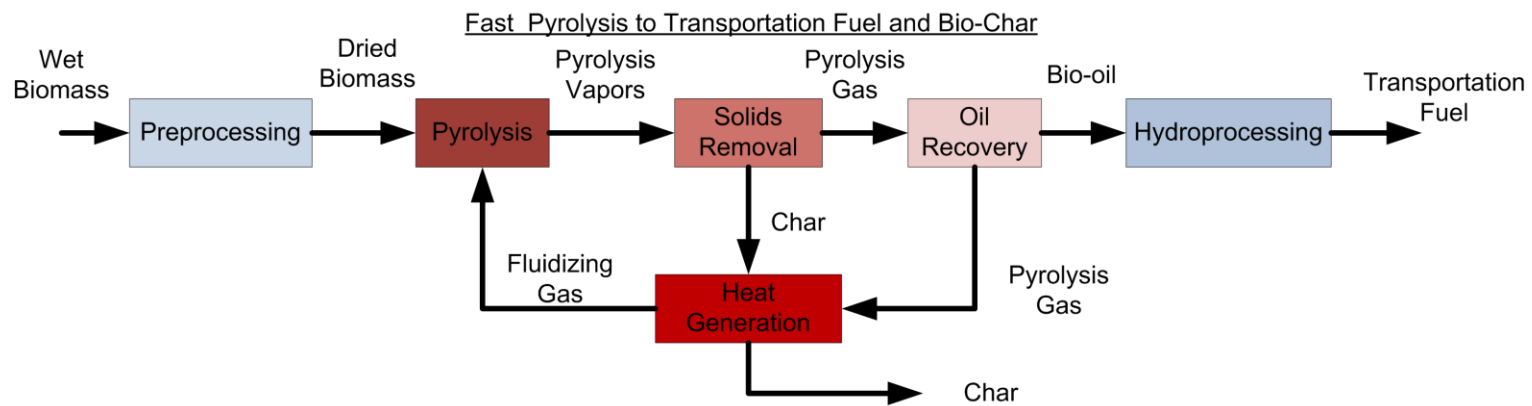 Fast Pyrolysis to Transportation Fuel and Bio-Char
Wet
Biomass
Dried
Biomass
Pyrolysis
Vapors
Pyrolysis
Gas
Bio-oil
Transportation
Fuel
Preprocessing
Pyrolysis
Solids
Removal
Oil
Recovery
Hydroprocessing
Char
Fluidizing
Gas
Heat
Generation
Pyrolysis
Gas
Char